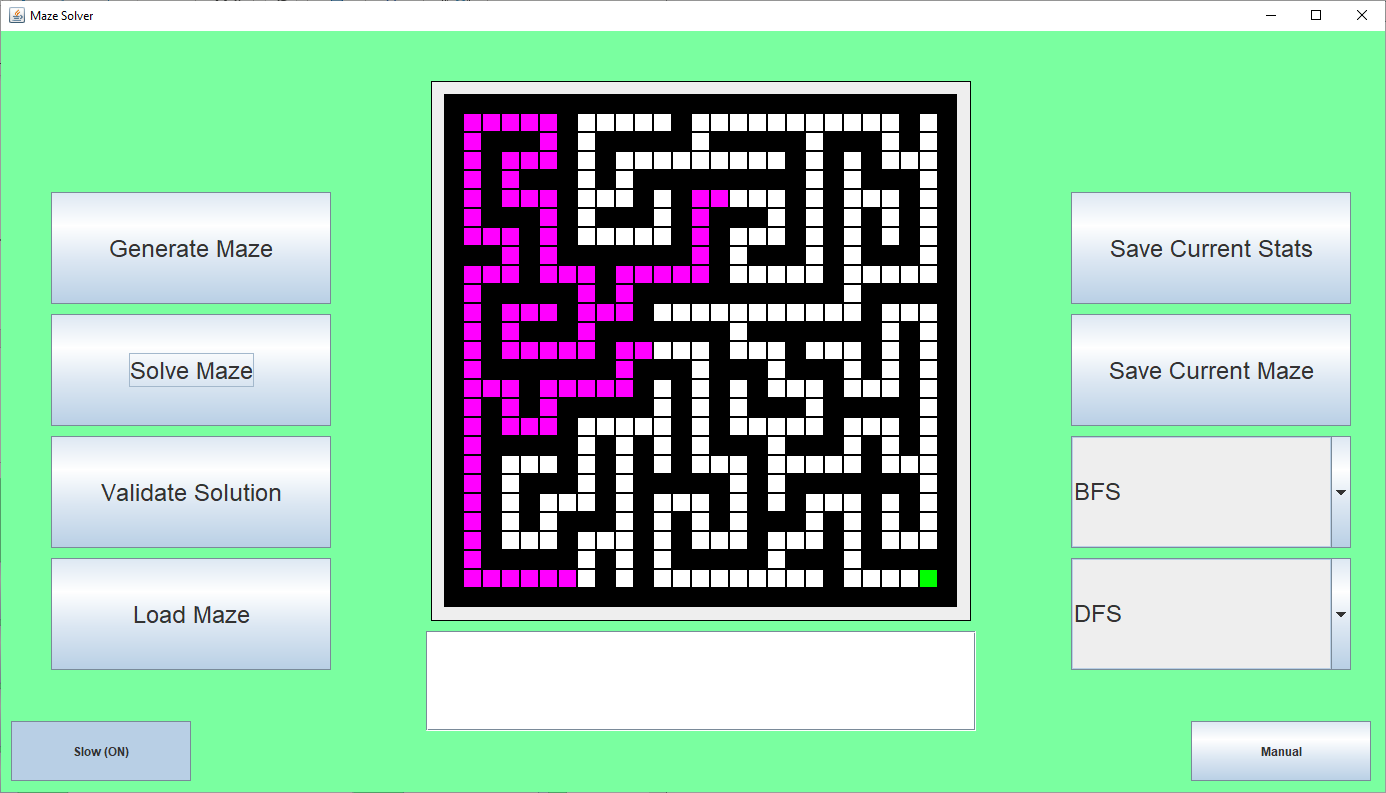 Maze Solver
Generate Maze
Solve Maze
Validate Solution
Load Maze
Slow (ON)
Save Current Stats
Save Current Maze
BFS
DFS
Manual